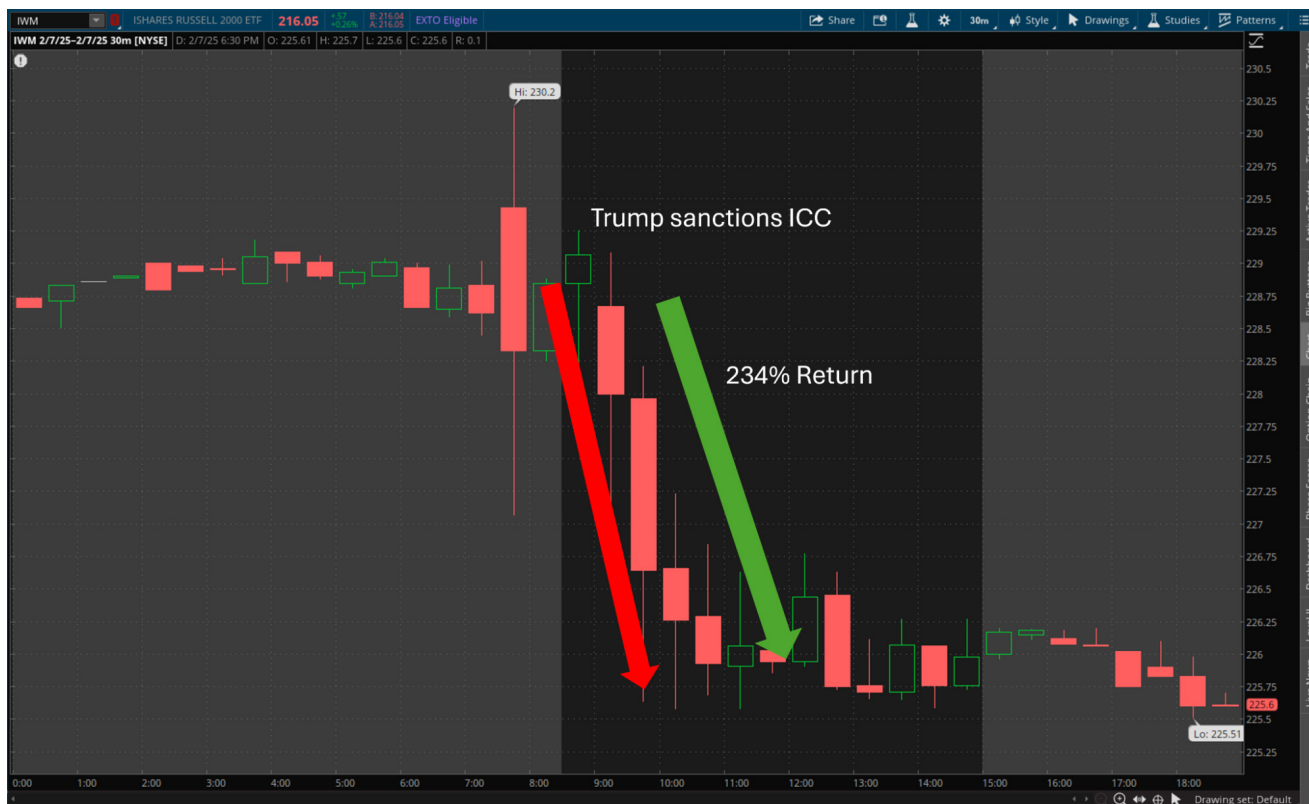 IWM ISHARES RUSSELL 2000 ETF 216.05 +.57 +0.26% B: 216.04 A: 216.05 EXTO Eligible Share 30m Style Drawings Studies Patterns
IWM 2/7/25–2/7/25 30m [NYSE] D: 2/7/25 6:30 PM O: 225.61 H: 225.7 L: 225.6 C: 225.6 R: 0.1
Hi: 230.2
Trump sanctions ICC
234% Return
Lo: 225.51
230.5
230.25
230
229.75
229.5
229.25
229
228.75
228.5
228.25
228
227.75
227.5
227.25
227
226.75
226.5
226.25
226
225.75
225.6
225.5
225.25
0:00 1:00 2:00 3:00 4:00 5:00 6:00 7:00 8:00 9:00 10:00 11:00 12:00 13:00 14:00 15:00 16:00 17:00 18:00
Drawing set: Default